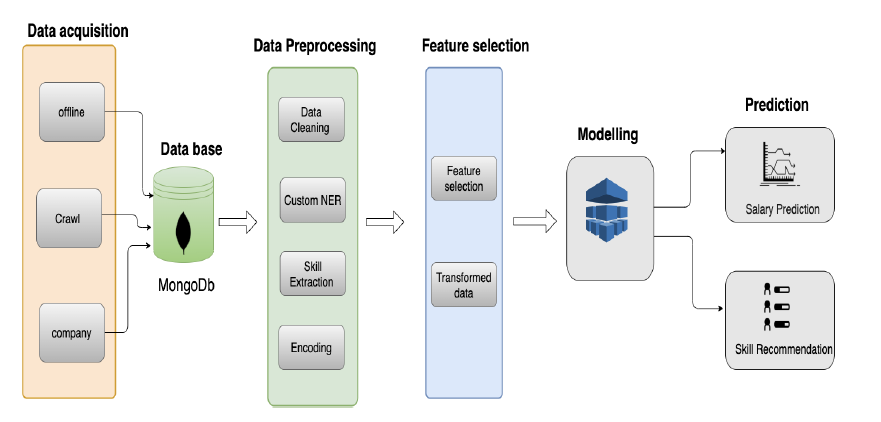 Data acquisition
offline
Crawl
company
Data base
MongoDb
Data Preprocessing
Data
Cleaning
Custom NER
Skill
Extraction
Encoding
Feature selection
Feature
selection
Transformed
data
Modelling
Prediction
Salary Prediction
Skill Recommendation